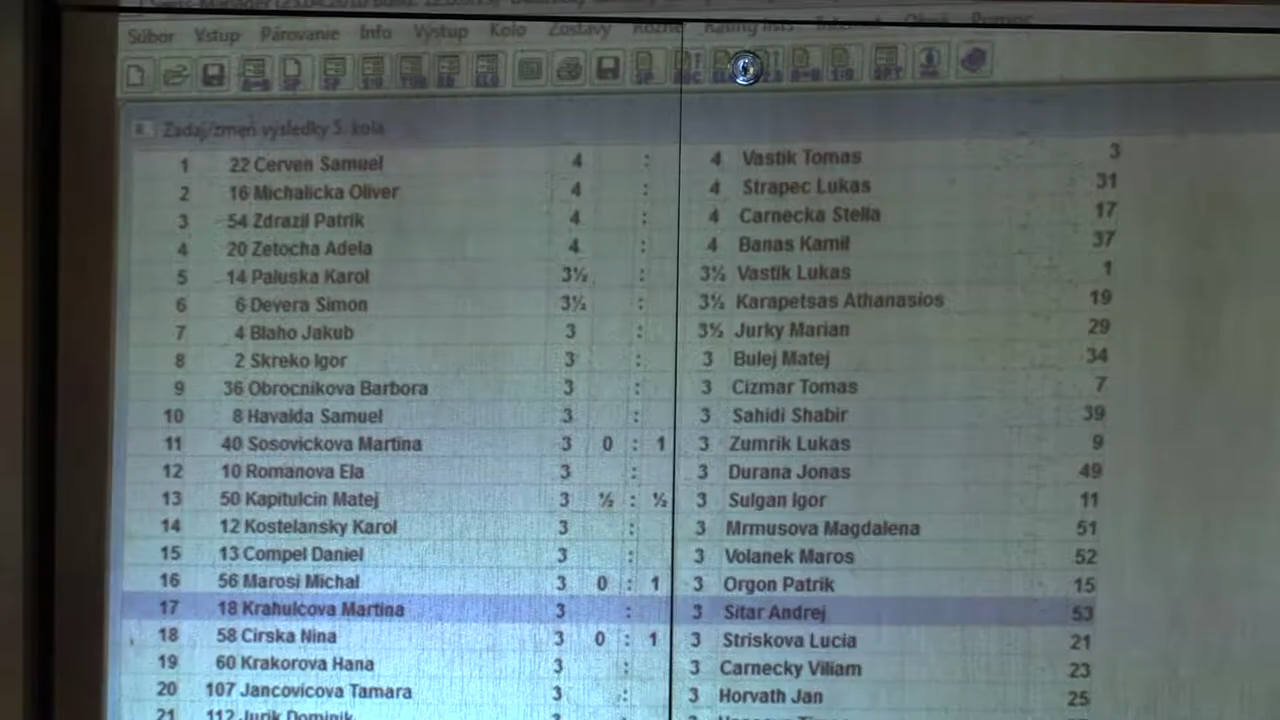 Súbor Vstup Párovanie Info Výstup Kolo Zostavy Rôzne Rating lists
Zadaj/zmeň výsledky 5. kola
1 22 Cerven Samuel 4 : 4 Vastik Tomas 3
2 16 Michalicka Oliver 4 : 4 Strapec Lukas 31
3 54 Zdrazil Patrik 4 : 4 Carnecka Stella 17
4 20 Zetocha Adela 4 : 4 Banas Kamil 37
5 14 Paluska Karol 3½ : 3½ Vastik Lukas 1
6 6 Devera Simon 3½ : 3½ Karapetsas Athanasios 19
7 4 Blaho Jakub 3 : 3½ Jurky Marian 29
8 2 Skreko Igor 3 : 3 Bulej Matej 34
9 36 Obrocnikova Barbora 3 : 3 Cizmar Tomas 7
10 8 Havalda Samuel 3 : 3 Sahidi Shabir 39
11 40 Sosovickova Martina 3 0 : 1 3 Zumrik Lukas 9
12 10 Romanova Ela 3 : 3 Durana Jonas 49
13 50 Kapitulcin Matej 3 ½ : ½ 3 Sulgan Igor 11
14 12 Kostelansky Karol 3 : 3 Mrmusova Magdalena 51
15 13 Compel Daniel 3 : 3 Volanek Maros 52
16 56 Marosi Michal 3 0 : 1 3 Orgon Patrik 15
17 18 Krahulcova Martina 3 : 3 Sitar Andrej 53
18 58 Cirska Nina 3 0 : 1 3 Striskova Lucia 21
19 60 Krakorova Hana 3 : 3 Carnecky Viliam 23
20 107 Jancovicova Tamara 3 : 3 Horvath Jan 25
21 112 Jurik Dominik